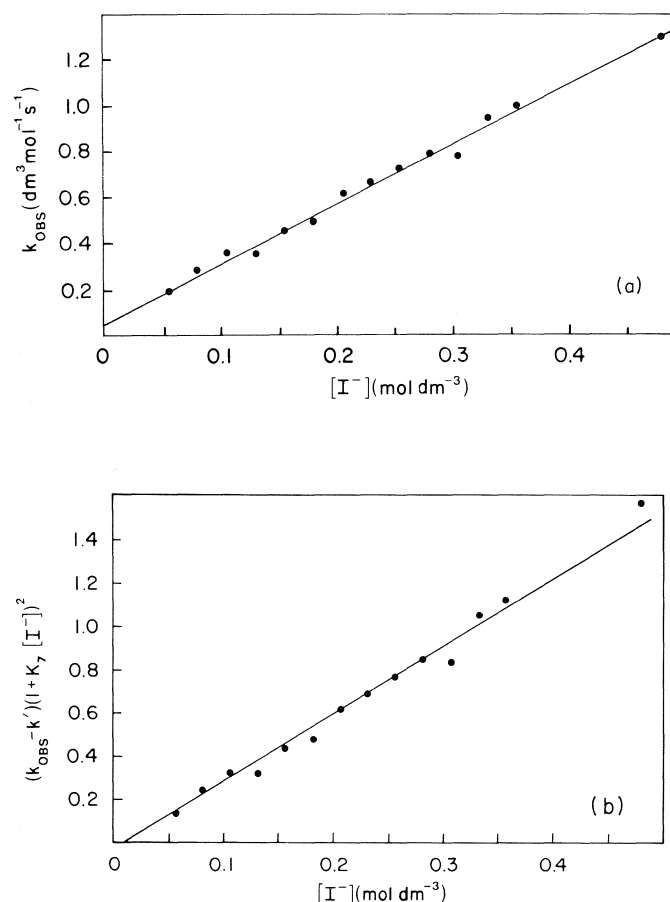 1.2
1.0
0.8
0.6
0.4
0.2
k_OBS (dm³ mol⁻¹ s⁻¹)
(a)
0 0.1 0.2 0.3 0.4
[I⁻] (mol dm⁻³)
1.4
1.2
1.0
0.8
0.6
0.4
0.2
(k_OBS - k′)(1 + K₇ [I⁻])²
(b)
0 0.1 0.2 0.3 0.4
[I⁻] (mol dm⁻³)